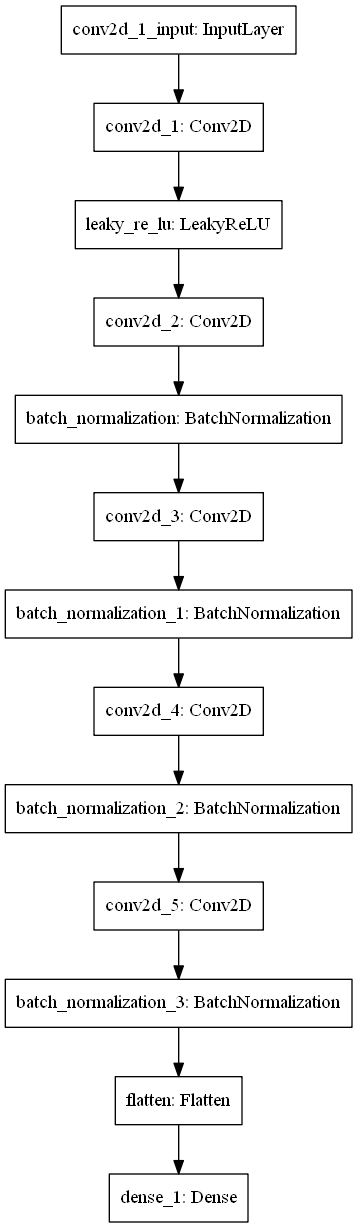 conv2d_1_input: InputLayer
conv2d_1: Conv2D
leaky_re_lu: LeakyReLU
conv2d_2: Conv2D
batch_normalization: BatchNormalization
conv2d_3: Conv2D
batch_normalization_1: BatchNormalization
conv2d_4: Conv2D
batch_normalization_2: BatchNormalization
conv2d_5: Conv2D
batch_normalization_3: BatchNormalization
flatten: Flatten
dense_1: Dense